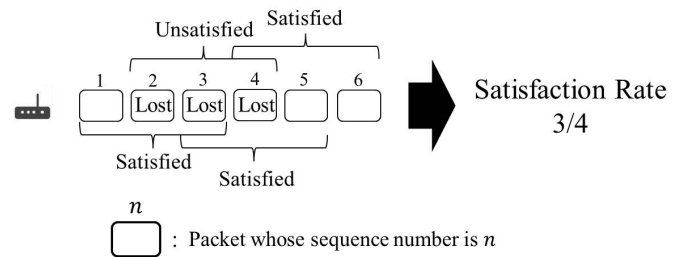 Satisfied
Unsatisfied
1 2 3 4 5 6
Lost Lost Lost
Satisfied
Satisfied
Satisfaction Rate
3/4
n
: Packet whose sequence number is n